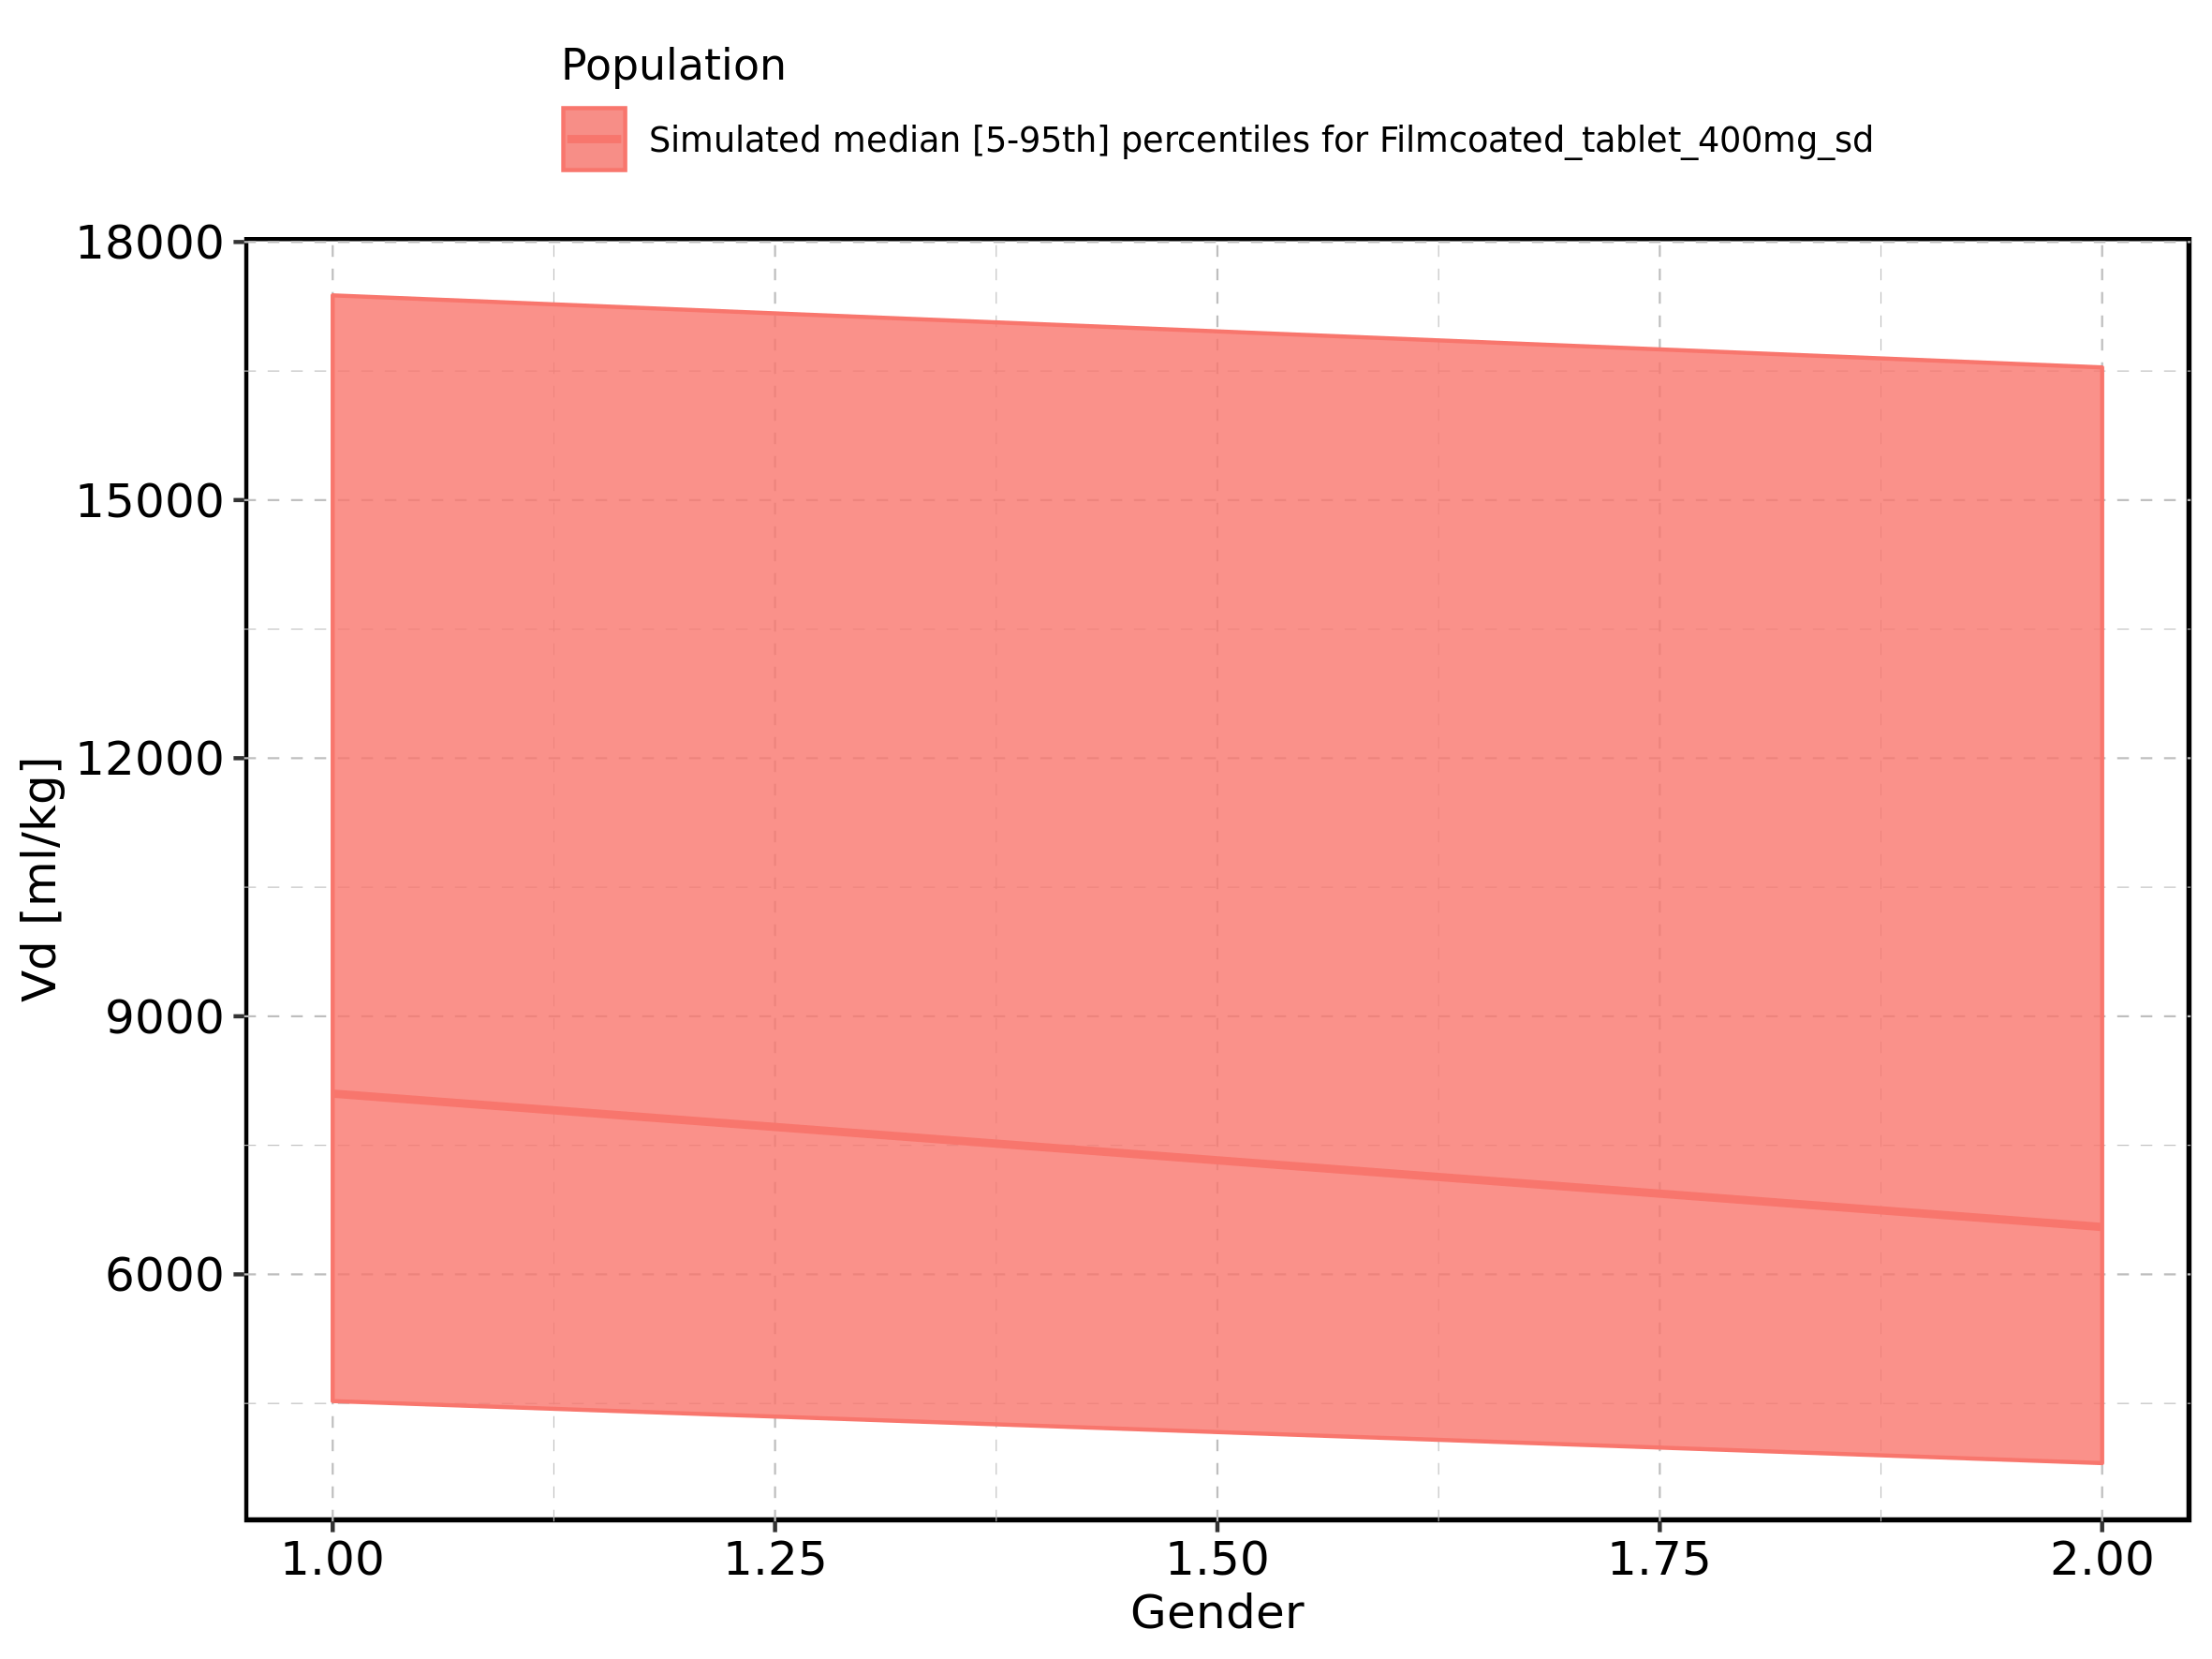 Population
Simulated median [5-95th] percentiles for Filmcoated_tablet_400mg_sd
18000
15000
12000
9000
6000
Vd [ml/kg]
1.00 1.25 1.50 1.75 2.00
Gender